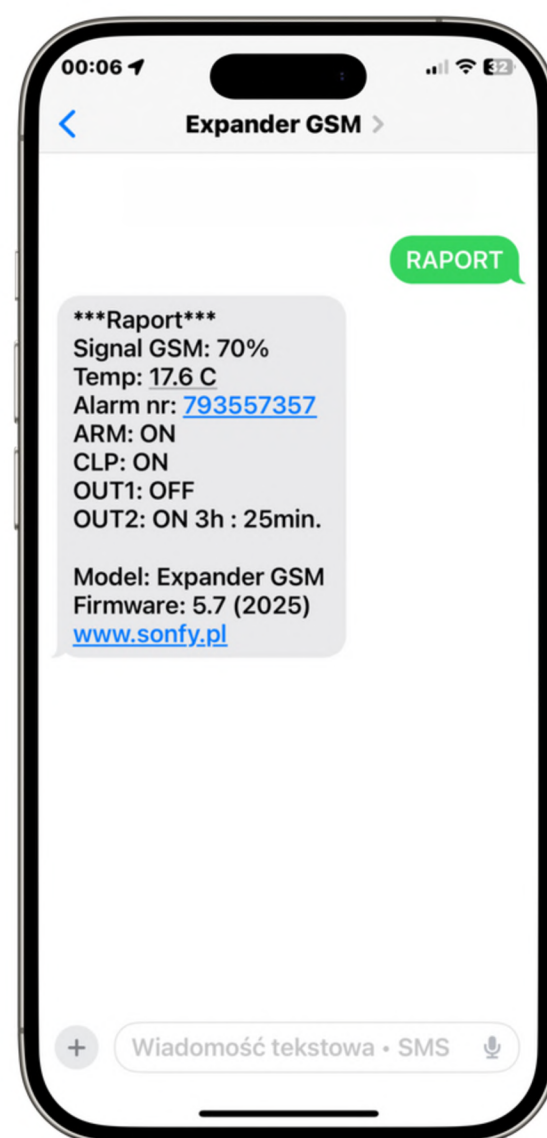 00:06
32
Expander GSM
RAPORT
***Raport***
Signal GSM: 70%
Temp: 17.6 C
Alarm nr: 793557357
ARM: ON
CLP: ON
OUT1: OFF
OUT2: ON 3h : 25min.
Model: Expander GSM
Firmware: 5.7 (2025)
www.sonfy.pl
Wiadomość tekstowa • SMS